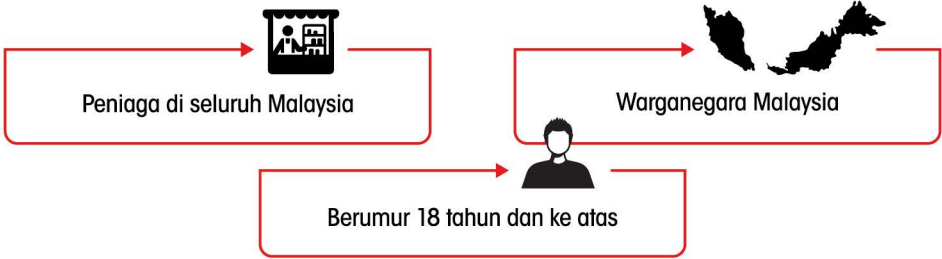 Peniaga di seluruh Malaysia
Warganegara Malaysia
Berumur 18 tahun dan ke atas